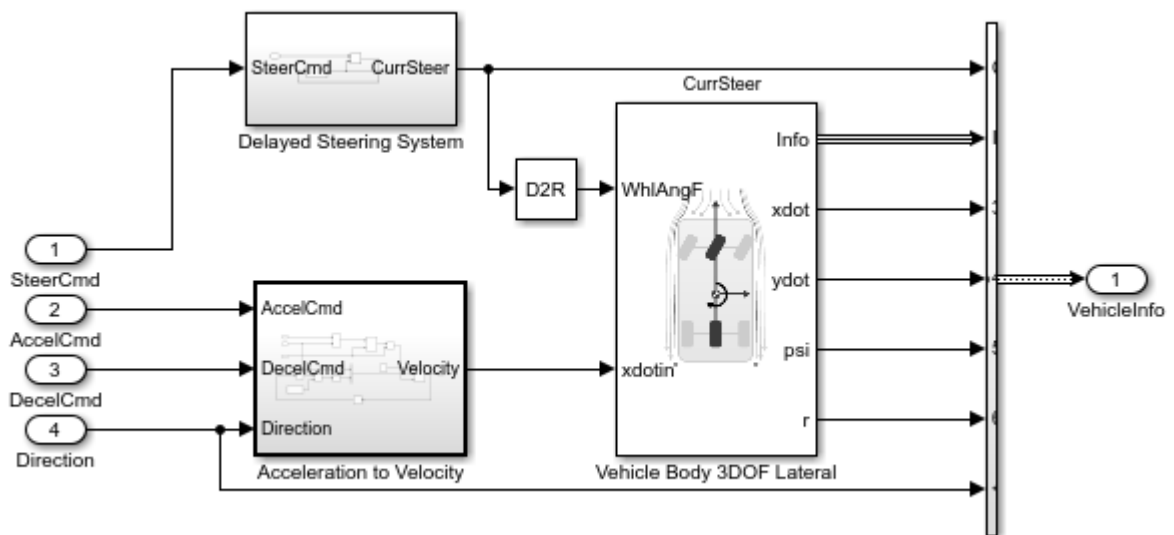 SteerCmd
CurrSteer
Delayed Steering System
CurrSteer
D2R
WhlAngF
Info
xdot
ydot
psi
r
xdotin
Vehicle Body 3DOF Lateral
1
SteerCmd
2
AccelCmd
3
DecelCmd
4
Direction
AccelCmd
DecelCmd
Direction
Velocity
Acceleration to Velocity
1
VehicleInfo